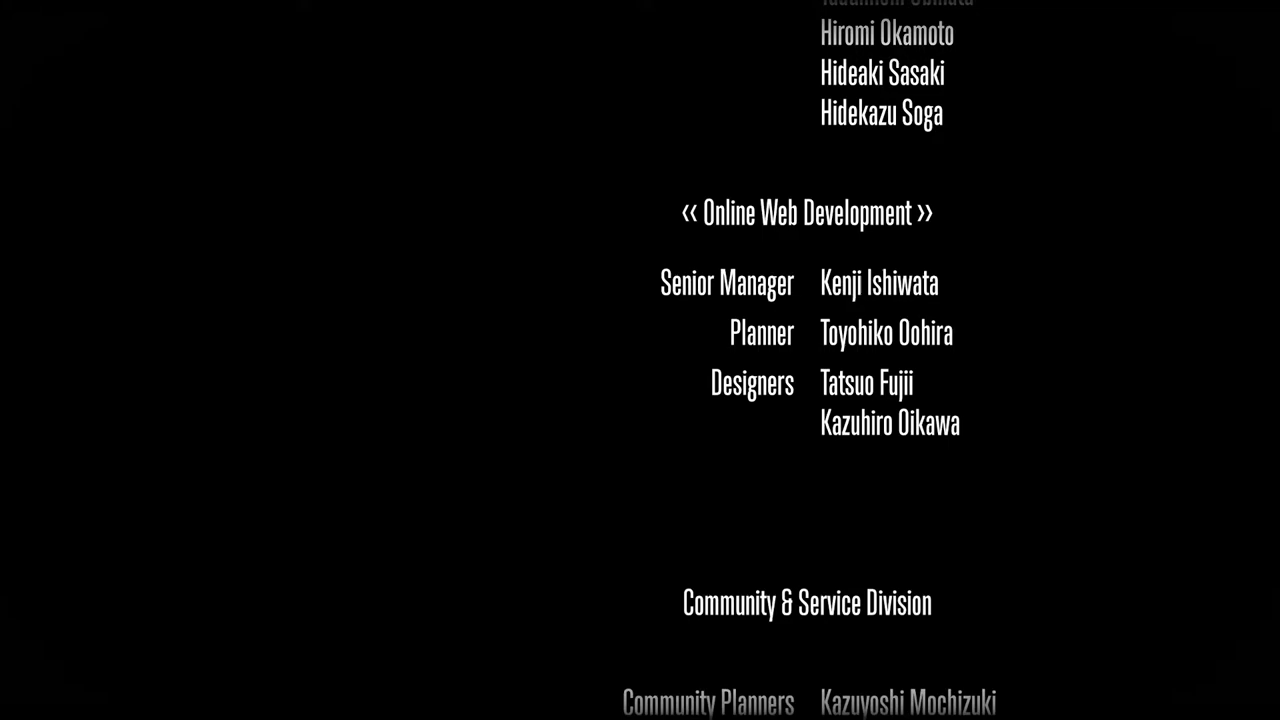 Hiromi Okamoto
Hideaki Sasaki
Hidekazu Soga
<< Online Web Development >>
Senior Manager Kenji Ishiwata
Planner Toyohiko Oohira
Designers Tatsuo Fujii
Kazuhiro Oikawa
Community & Service Division
Community Planners Kazuyoshi Mochizuki